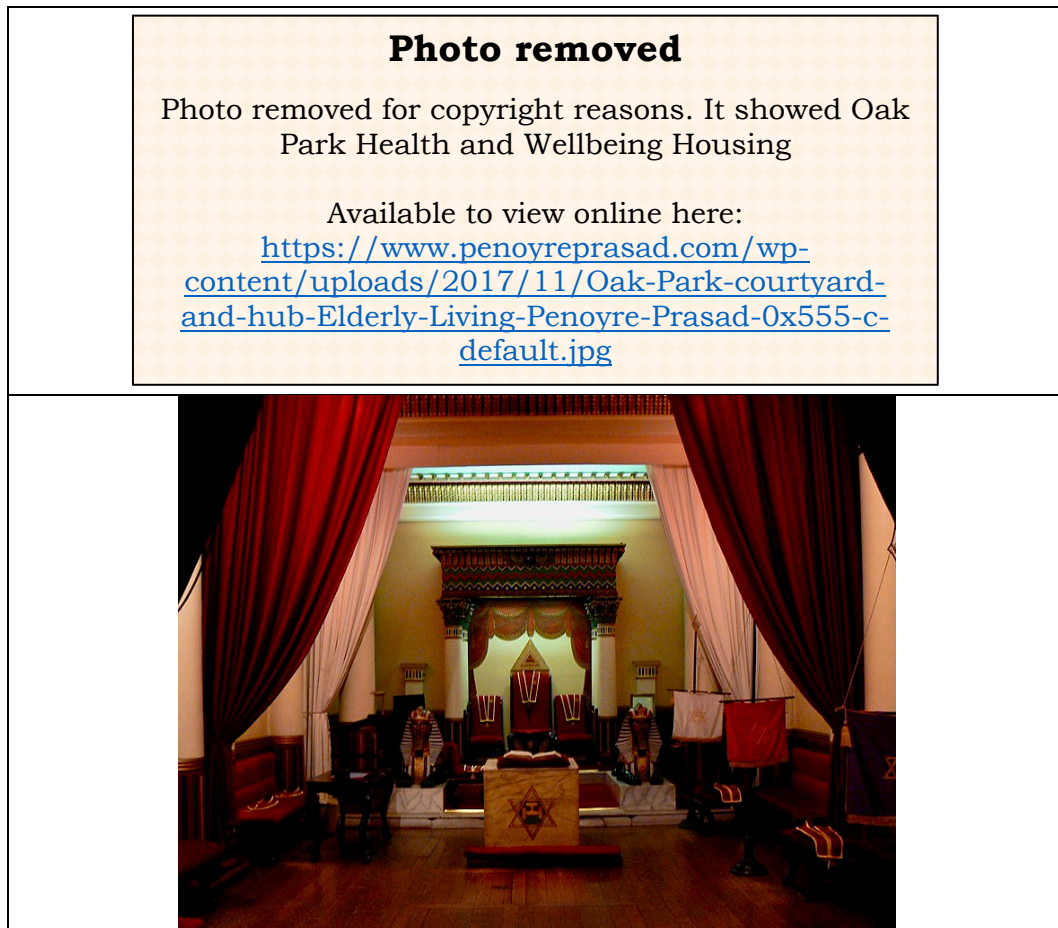 Photo removed
Photo removed for copyright reasons. It showed Oak
Park Health and Wellbeing Housing
Available to view online here:
https://www.penoyreprasad.com/wp-
content/uploads/2017/11/Oak-Park-courtyard-
and-hub-Elderly-Living-Penoyre-Prasad-0x555-c-
default.jpg